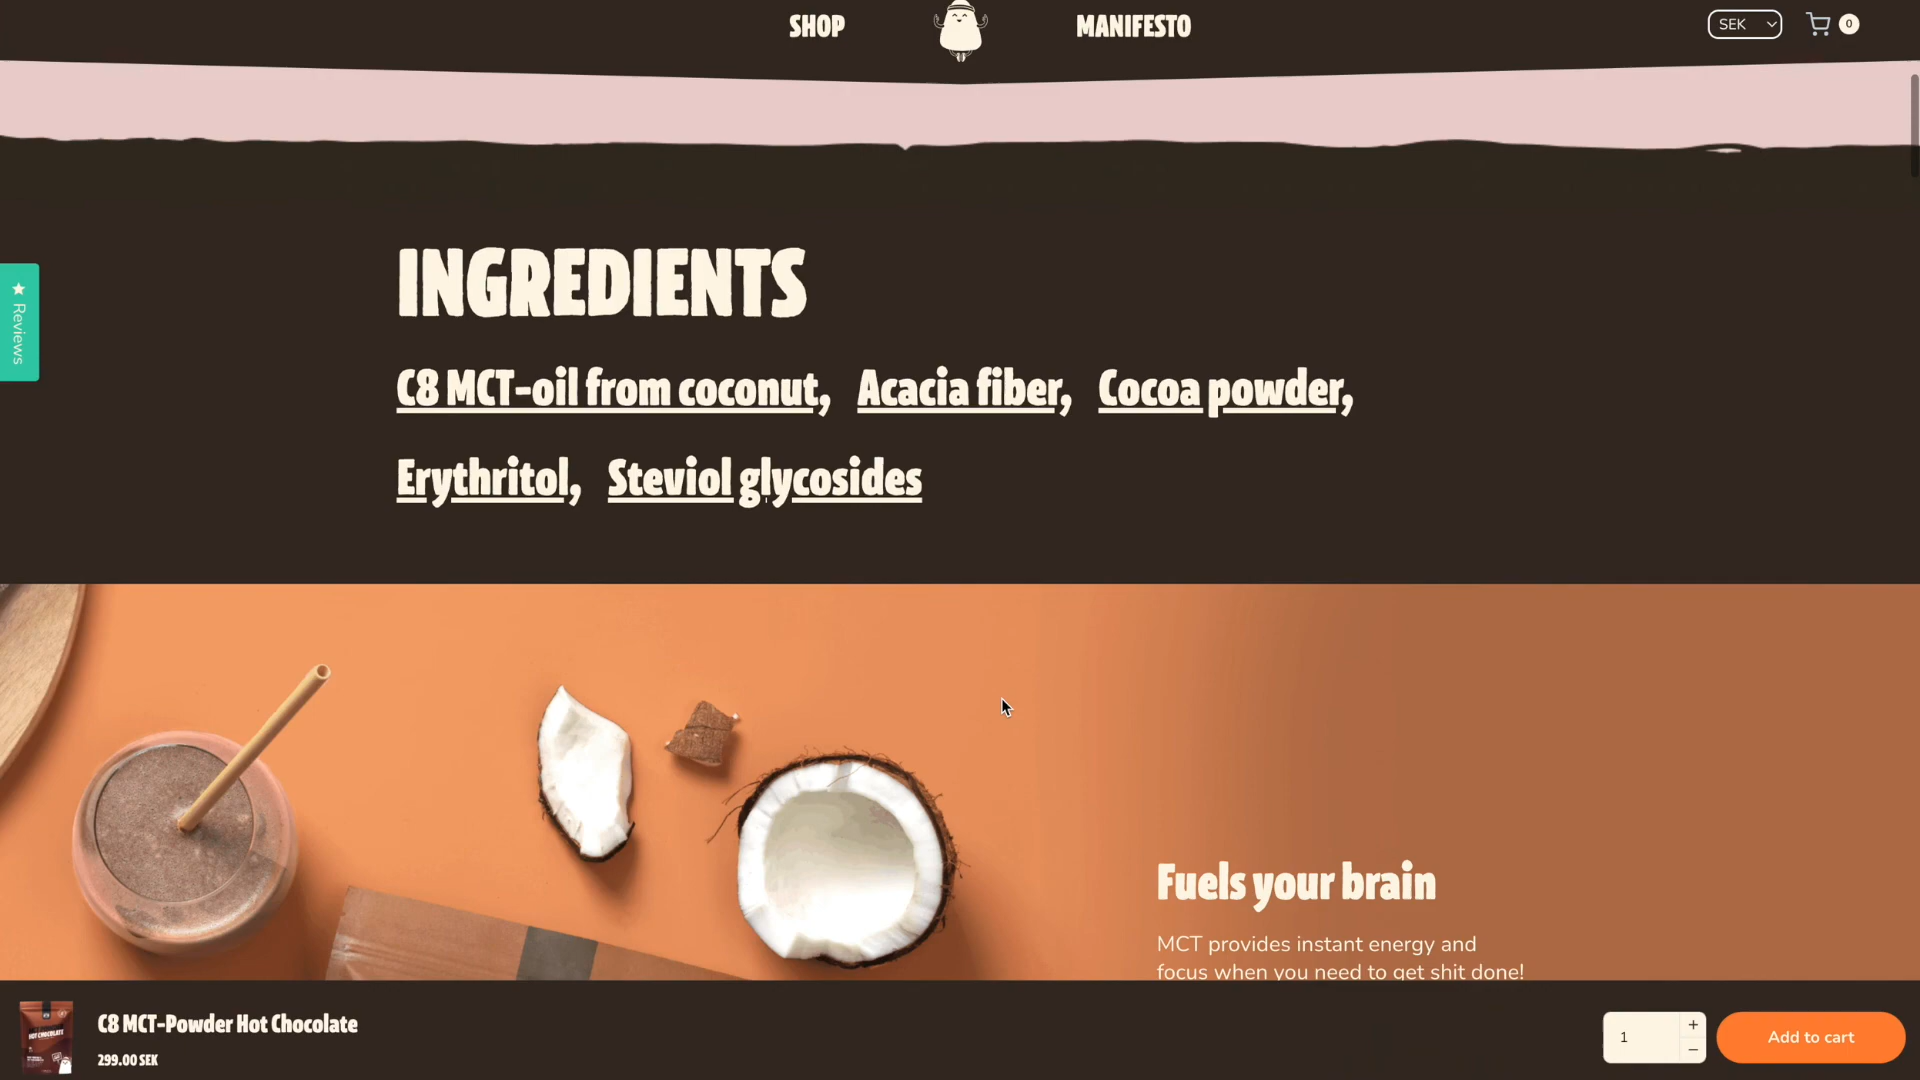 SHOP
MANIFESTO
SEK
0
Reviews
INGREDIENTS
C8 MCT-oil from coconut, Acacia fiber, Cocoa powder,
Erythritol, Steviol glycosides
Fuels your brain
MCT provides instant energy and
focus when you need to get shit done!
HOT CHOCOLATE
C8 MCT-Powder Hot Chocolate
299.00 SEK
1
+
−
Add to cart